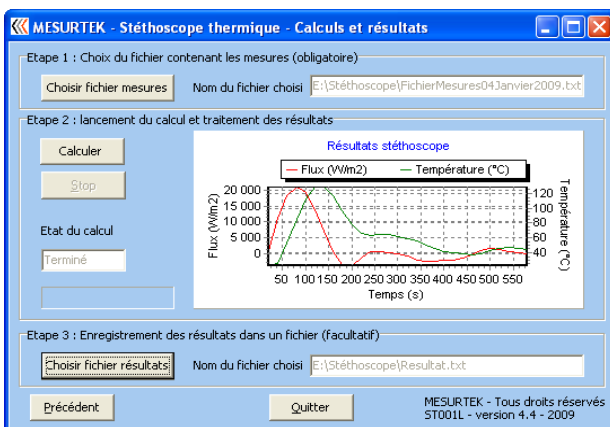 MESURTEK - Stéthoscope thermique - Calculs et résultats
Etape 1 : Choix du fichier contenant les mesures (obligatoire)
Choisir fichier mesures Nom du fichier choisi E:\Stéthoscope\FichierMesures04Janvier2009.txt
Etape 2 : lancement du calcul et traitement des résultats
Calculer
Stop
Etat du calcul
Terminé
Résultats stéthoscope
Flux (W/m2) Température (°C)
Flux (W/m2)
20 000
15 000
10 000
5 000
0
120
100
80
60
40
Température (°C)
50 100 150 200 250 300 350 400 450 500 550
Temps (s)
Etape 3 : Enregistrement des résultats dans un fichier (facultatif)
Choisir fichier résultats Nom du fichier choisi E:\Stéthoscope\Resultat.txt
Précédent Quitter
MESURTEK - Tous droits réservés
ST001L - version 4.4 - 2009